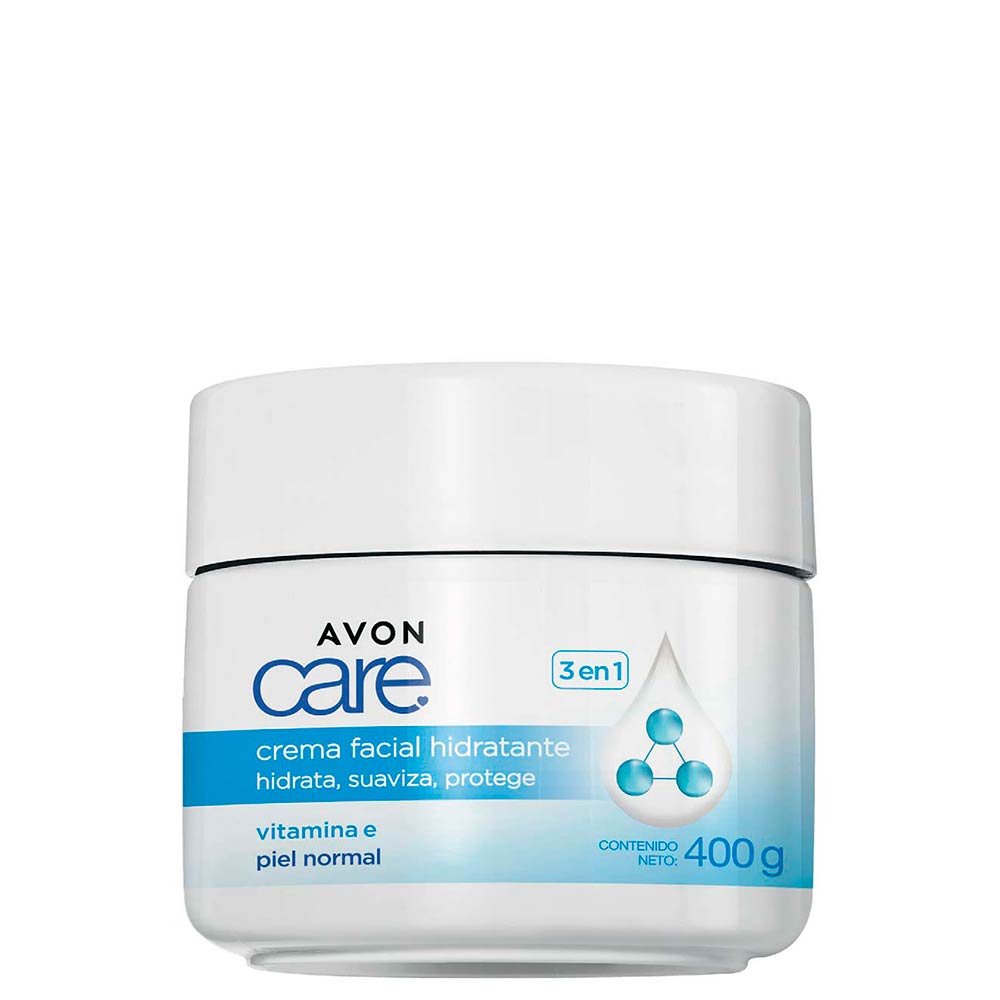 AVON
care
3 en 1
crema facial hidratante
hidrata, suaviza, protege
vitamina e
piel normal
CONTENIDO
NETO: 400 g